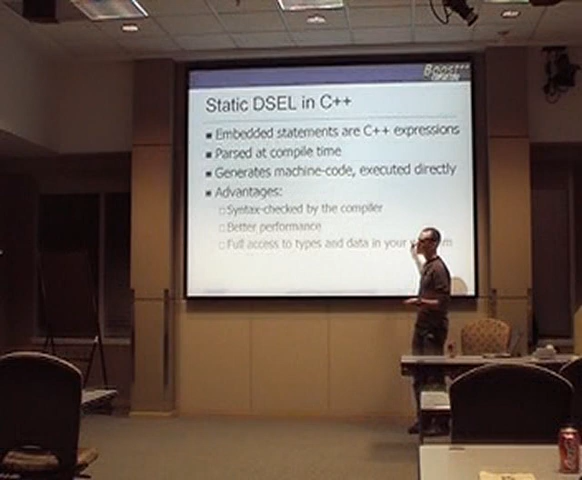 Boost
Static DSEL in C++
Embedded statements are C++ expressions
Parsed at compile time
Generates machine-code, executed directly
Advantages:
Syntax-checked by the compiler
Better performance
Full access to types and data in your